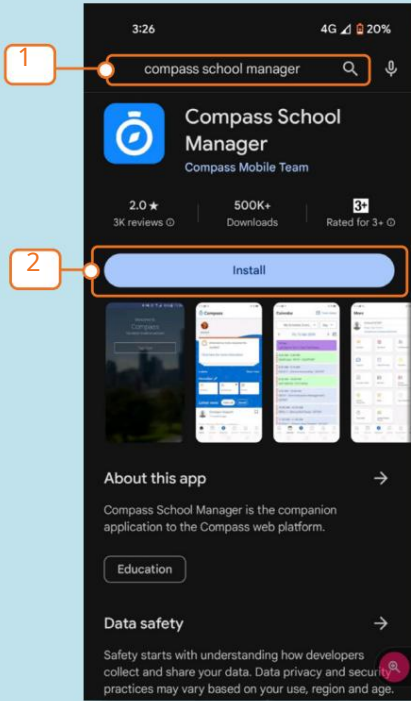 3:26
4G 20%
1
compass school manager
Compass School
Manager
Compass Mobile Team
2.0 ★
500K+
3+
3K reviews
Downloads
Rated for 3+
2
Install
Compass
About this app
Compass School Manager is the companion
application to the Compass web platform.
Education
Data safety
Safety starts with understanding how developers
collect and share your data. Data privacy and security
practices may vary based on your use, region and age.